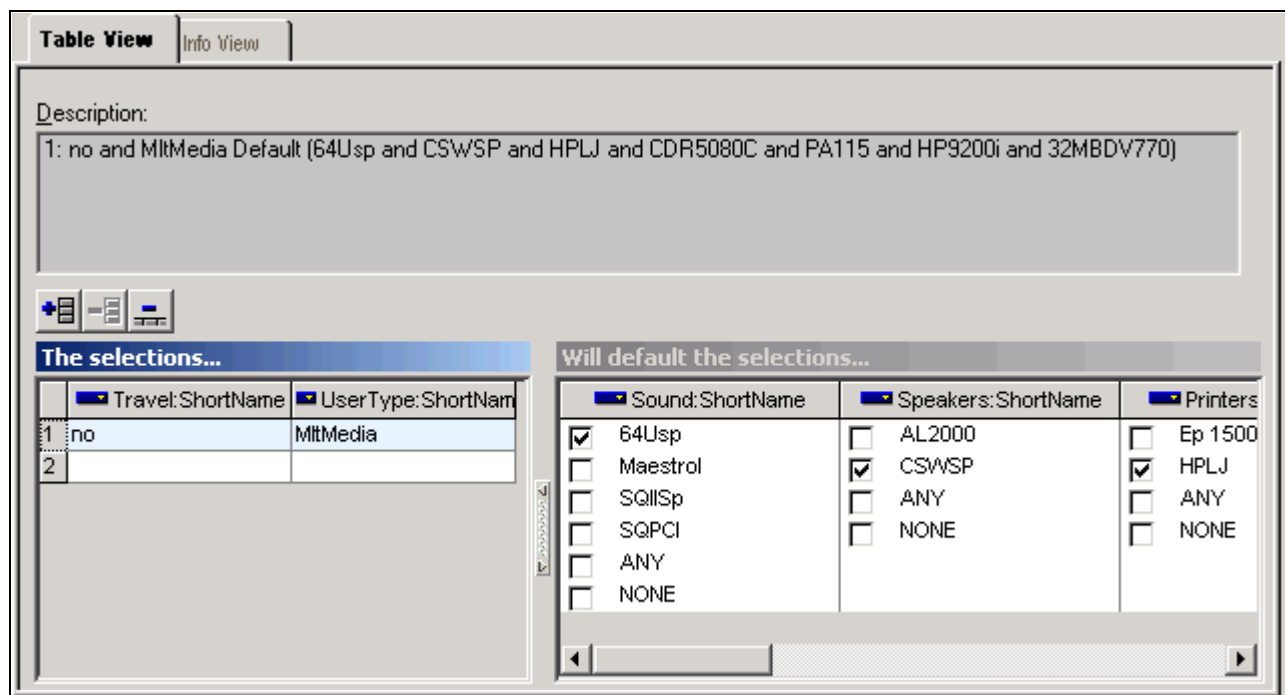 Table View Info View
Description:
1: no and MltMedia Default (64Usp and CSWSP and HPLJ and CDR5080C and PA115 and HP9200i and 32MBDV770)
The selections... Will default the selections...
Travel:ShortName UserType:ShortNam Sound:ShortName Speakers:ShortName Printers
1 no MltMedia 64Usp AL2000 Ep 1500
2 Maestrol CSWSP HPLJ
SQIISp ANY ANY
SQPCI NONE NONE
ANY
NONE